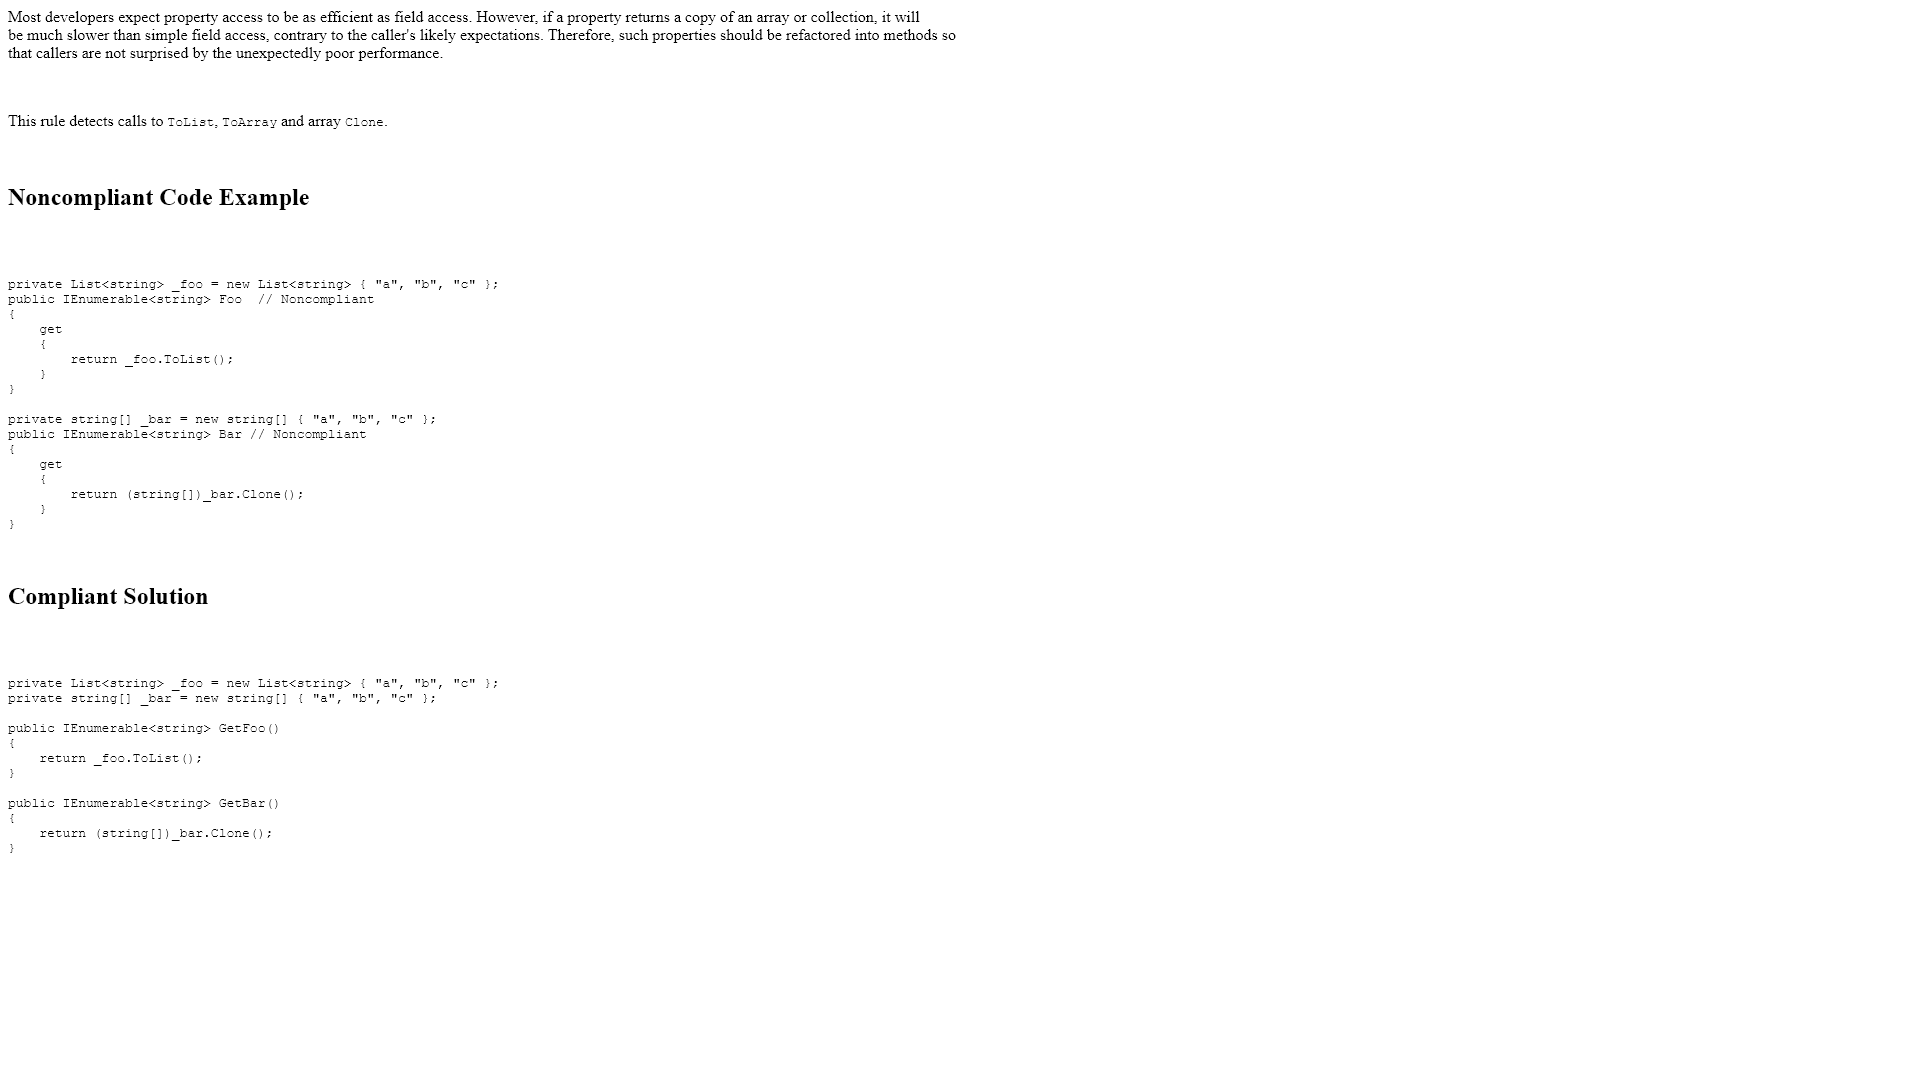 Most developers expect property access to be as efficient as field access. However, if a property returns a copy of an array or collection, it will
be much slower than simple field access, contrary to the caller's likely expectations. Therefore, such properties should be refactored into methods so
that callers are not surprised by the unexpectedly poor performance.
This rule detects calls to ToList, ToArray and array Clone.
Noncompliant Code Example
private List<string> _foo = new List<string> { "a", "b", "c" };
public IEnumerable<string> Foo  // Noncompliant
{
    get
    {
        return _foo.ToList();
    }
}
private string[] _bar = new string[] { "a", "b", "c" };
public IEnumerable<string> Bar // Noncompliant
{
    get
    {
        return (string[])_bar.Clone();
    }
}
Compliant Solution
private List<string> _foo = new List<string> { "a", "b", "c" };
private string[] _bar = new string[] { "a", "b", "c" };
public IEnumerable<string> GetFoo()
{
    return _foo.ToList();
}
public IEnumerable<string> GetBar()
{
    return (string[])_bar.Clone();
}